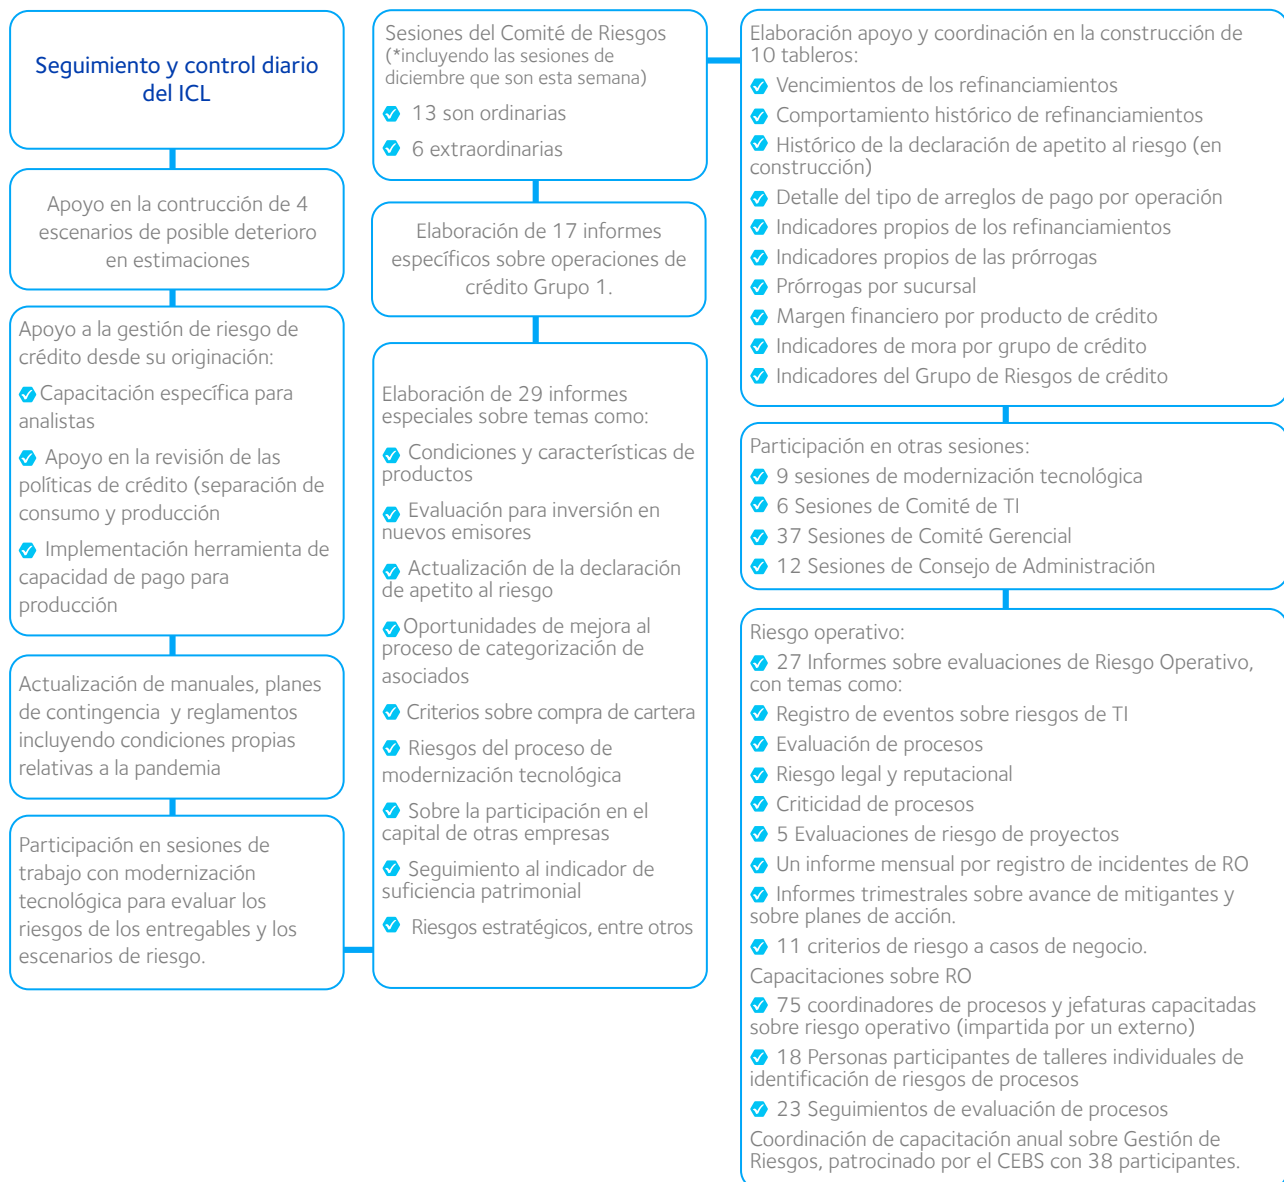 Seguimiento y control diario
del ICL
Apoyo en la contrucción de 4
escenarios de posible deterioro
en estimaciones
Apoyo a la gestión de riesgo de
crédito desde su originación:
Capacitación específica para
analistas
Apoyo en la revisión de las
políticas de crédito (separación de
consumo y producción
Implementación herramienta de
capacidad de pago para
producción
Actualización de manuales, planes
de contingencia y reglamentos
incluyendo condiciones propias
relativas a la pandemia
Participación en sesiones de
trabajo con modernización
tecnológica para evaluar los
riesgos de los entregables y los
escenarios de riesgo.
Sesiones del Comité de Riesgos
(*incluyendo las sesiones de
diciembre que son esta semana)
13 son ordinarias
6 extraordinarias
Elaboración de 17 informes
específicos sobre operaciones de
crédito Grupo 1.
Elaboración de 29 informes
especiales sobre temas como:
Condiciones y características de
productos
Evaluación para inversión en
nuevos emisores
Actualización de la declaración
de apetito al riesgo
Oportunidades de mejora al
proceso de categorización de
asociados
Criterios sobre compra de cartera
Riesgos del proceso de
modernización tecnológica
Sobre la participación en el
capital de otras empresas
Seguimiento al indicador de
suficiencia patrimonial
Riesgos estratégicos, entre otros
Elaboración apoyo y coordinación en la construcción de
10 tableros:
Vencimientos de los refinanciamientos
Comportamiento histórico de refinanciamientos
Histórico de la declaración de apetito al riesgo (en
construcción)
Detalle del tipo de arreglos de pago por operación
Indicadores propios de los refinanciamientos
Indicadores propios de las prórrogas
Prórrogas por sucursal
Margen financiero por producto de crédito
Indicadores de mora por grupo de crédito
Indicadores del Grupo de Riesgos de crédito
Participación en otras sesiones:
9 sesiones de modernización tecnológica
6 Sesiones de Comité de TI
37 Sesiones de Comité Gerencial
12 Sesiones de Consejo de Administración
Riesgo operativo:
27 Informes sobre evaluaciones de Riesgo Operativo,
con temas como:
Registro de eventos sobre riesgos de TI
Evaluación de procesos
Riesgo legal y reputacional
Criticidad de procesos
5 Evaluaciones de riesgo de proyectos
Un informe mensual por registro de incidentes de RO
Informes trimestrales sobre avance de mitigantes y
sobre planes de acción.
11 criterios de riesgo a casos de negocio.
Capacitaciones sobre RO
75 coordinadores de procesos y jefaturas capacitadas
sobre riesgo operativo (impartida por un externo)
18 Personas participantes de talleres individuales de
identificación de riesgos de procesos
23 Seguimientos de evaluación de procesos
Coordinación de capacitación anual sobre Gestión de
Riesgos, patrocinado por el CEBS con 38 participantes.